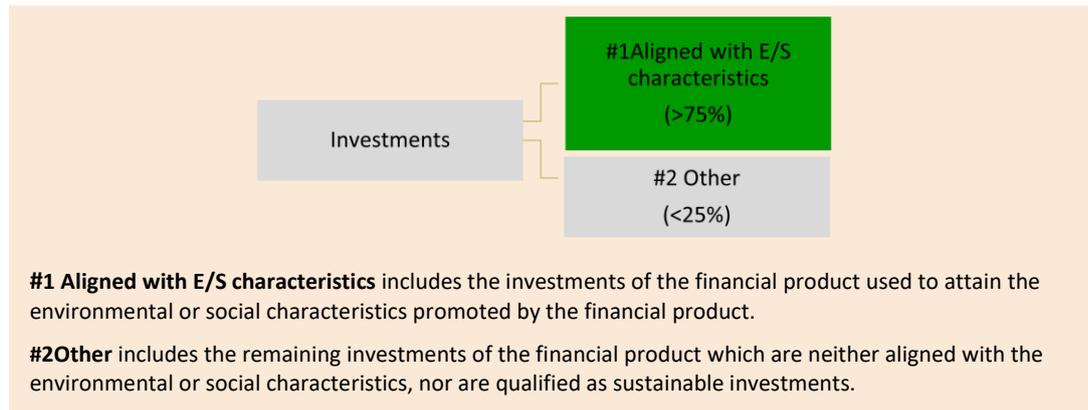 #1Aligned with E/S
characteristics
(>75%)
Investments
#2 Other
(<25%)
#1 Aligned with E/S characteristics includes the investments of the financial product used to attain the
environmental or social characteristics promoted by the financial product.
#2Other includes the remaining investments of the financial product which are neither aligned with the
environmental or social characteristics, nor are qualified as sustainable investments.